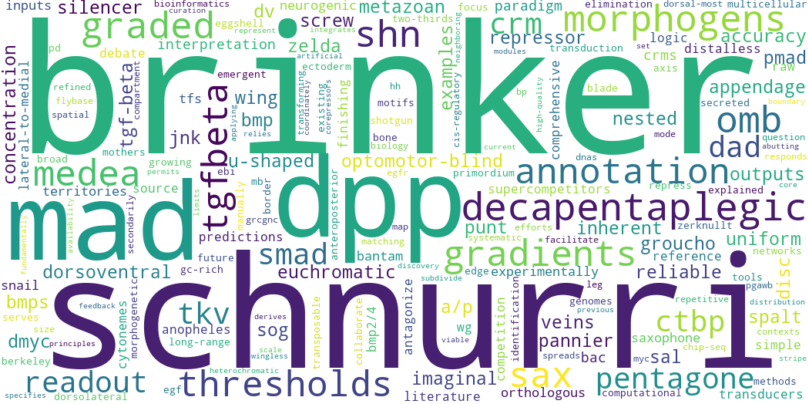 inputs silencer dv neurogenic metazoan two-thirds bioinformatics curation paradigm elimination dorsal-most multicellular
eggshell represent integrates focus neighboring
graded screw shn crm morphogens
debate interpretation zelda artificial repressor transduction set modules logic accuracy
pd compartment emergent ectoderm examples crms distalless pmad
concentration refined flybase tgf-beta tfs wing hh cis-regulatory axis raw
brinker
spatial motifs bp high-quality blade appendage
lateral-to-medial jnk bmp transforming coordinately existing corepressors finishing shotgun comprehensive mode secreted boundary
mothers applying relies bone biology current nested omb abutting question
broad growing permits u-shaped optomotor-blind dnas dad responds core
medea tgfbeta egfr primordium annotation outputs
territories source ebi mbr manually border anteroposterior map supercompetitors repress explained
mad dpp decapentaplegic
secondarily limits predictions grcgnc matching punt efforts systematic facilitate zerknullt networks
fundamentally availability future smad bantam gradients inherent groucho uniform
dorsoventral gc-rich euchromatic discovery edge experimentally reference tools disc
snail feedback subdivide leg reliable pgawb distribution
bmps morphogenetic cytonemes tkv anopheles sog transposable collaborate bmp2/4 antagonize a/p competition identification genomes previous repetitive spalt
schnurri
serves size long-range derives wg veins ctbp contexts
dmyc scale pannier saxophone simple
berkeley principles wingless viable spreads bac myc sal chip-seq stripe
readout egf heterochromatic imaginal sax pentagone methods
specifies dorsolateral thresholds literature orthologous computational transducers